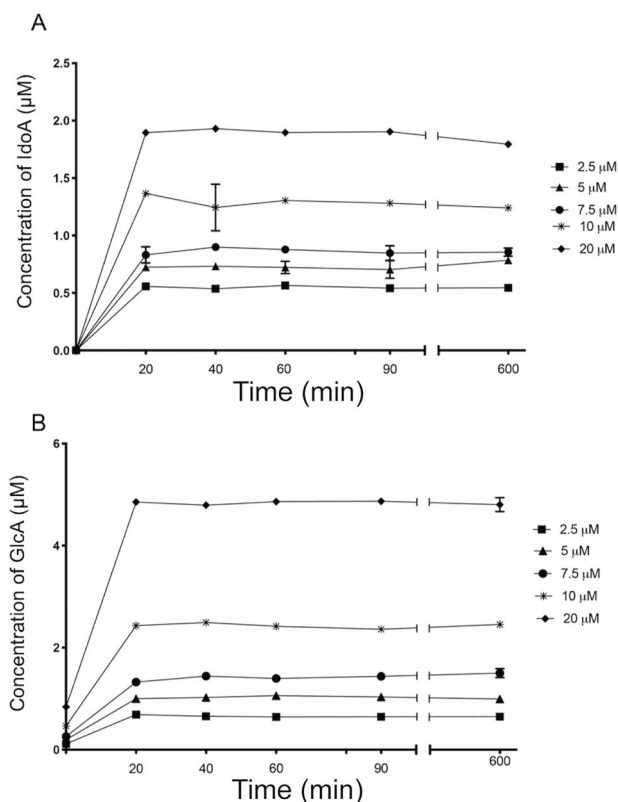 A
Concentration of IdoA (μM)
2.5
2.0
1.5
1.0
0.5
0.0
20 40 60 90 600
Time (min)
2.5 μM
5 μM
7.5 μM
10 μM
20 μM
B
Concentration of GlcA (μM)
6
4
2
0
20 40 60 90 600
Time (min)
2.5 μM
5 μM
7.5 μM
10 μM
20 μM